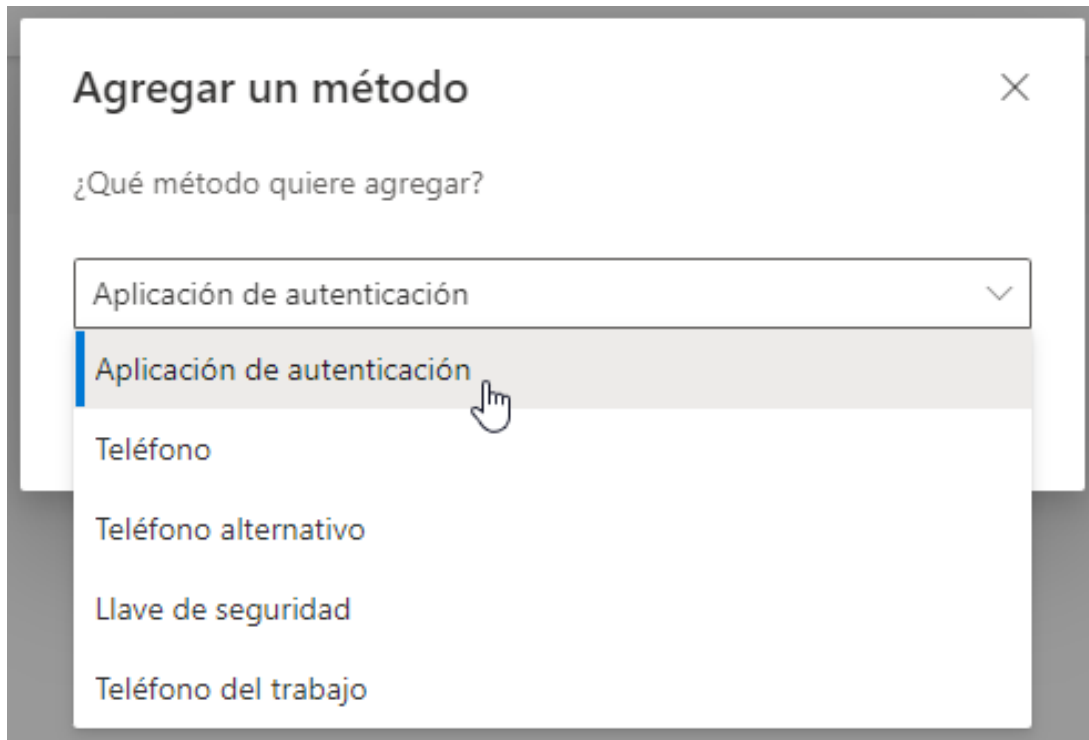 Agregar un método
¿Qué método quiere agregar?
Aplicación de autenticación
Aplicación de autenticación
Teléfono
Teléfono alternativo
Llave de seguridad
Teléfono del trabajo